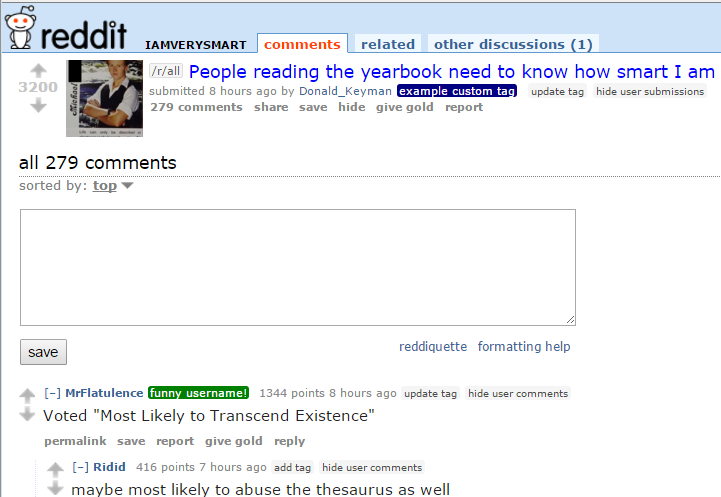 reddit IAMVERYSMART comments related other discussions (1)
/r/all People reading the yearbook need to know how smart I am
3200
submitted 8 hours ago by Donald_Keyman example custom tag update tag hide user submissions
279 comments share save hide give gold report
Michael
all 279 comments
sorted by: top
save
reddiquette formatting help
[–] MrFlatulence funny username! 1344 points 8 hours ago update tag hide user comments
Voted "Most Likely to Transcend Existence"
permalink save report give gold reply
[–] Ridid 416 points 7 hours ago add tag hide user comments
maybe most likely to abuse the thesaurus as well